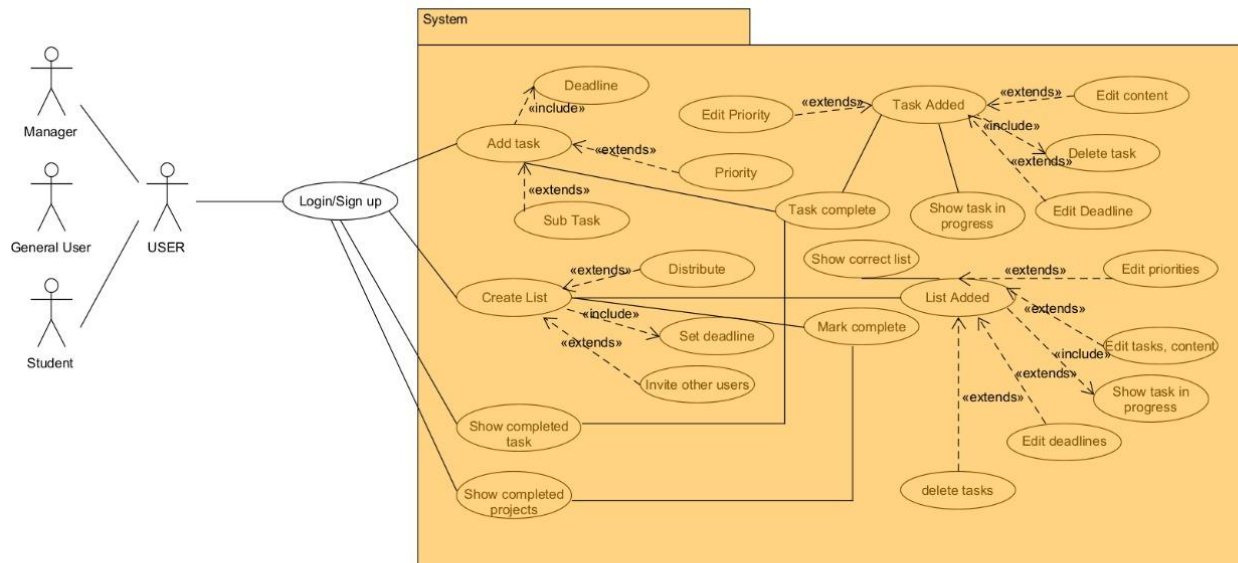 System
Manager
General User
Student
USER
Login/Sign up
Deadline
«include»
Add task
«extends»
Priority
«extends»
Sub Task
Edit Priority
«extends»
Task Added
«extends»
Edit content
«include»
Delete task
«extends»
Edit Deadline
Task complete
Show task in
progress
Show correct list
Create List
«extends»
Distribute
«include»
Set deadline
«extends»
Invite other users
Mark complete
List Added
«extends»
Edit priorities
«extends»
Edit tasks, content
«include»
Show task in
progress
«extends»
Edit deadlines
«extends»
delete tasks
Show completed
task
Show completed
projects